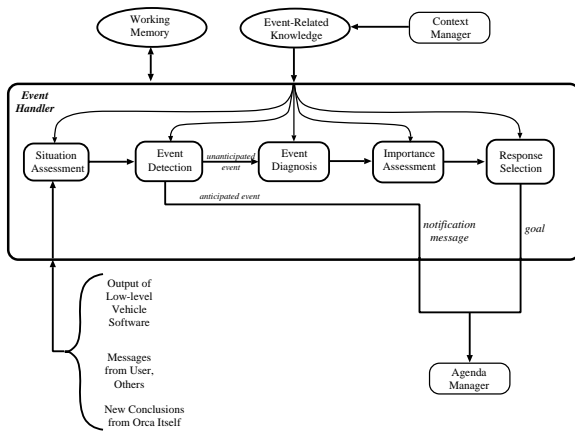 Working
Memory
Event-Related
Knowledge
Context
Manager
Event
Handler
Situation
Assessment
Event
Detection
unanticipated
event
Event
Diagnosis
Importance
Assessment
Response
Selection
anticipated event
notification
message
goal
Output of
Low-level
Vehicle
Software
Messages
from User,
Others
New Conclusions
from Orca Itself
Agenda
Manager